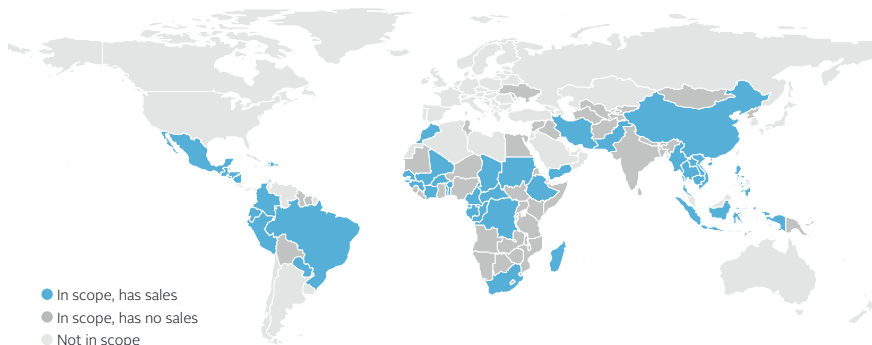 In scope, has sales
In scope, has no sales
Not in scope